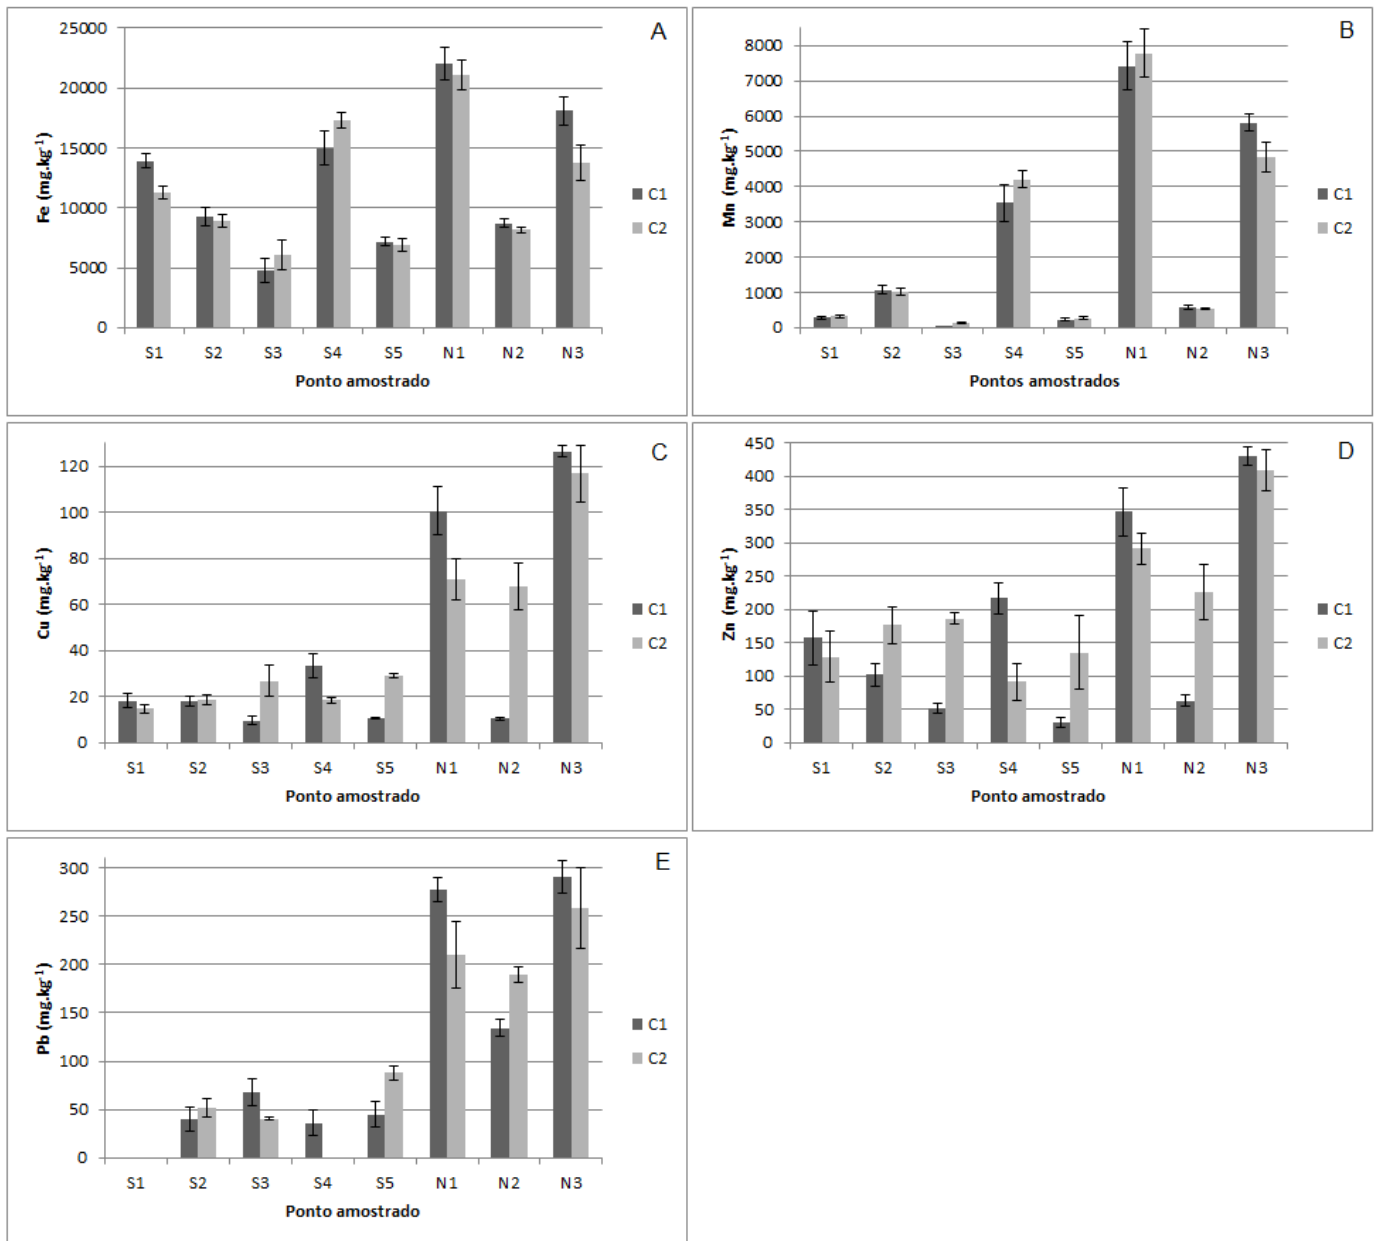 A
Fe (mg.kg-1)
25000
20000
15000
10000
5000
0
S1 S2 S3 S4 S5 N1 N2 N3
Ponto amostrado
C1
C2
B
Mn (mg.kg-1)
8000
7000
6000
5000
4000
3000
2000
1000
0
S1 S2 S3 S4 S5 N1 N2 N3
Pontos amostrados
C1
C2
C
Cu (mg.kg-1)
120
100
80
60
40
20
0
S1 S2 S3 S4 S5 N1 N2 N3
Ponto amostrado
C1
C2
D
Zn (mg.kg-1)
450
400
350
300
250
200
150
100
50
0
S1 S2 S3 S4 S5 N1 N2 N3
Ponto amostrado
C1
C2
E
Pb (mg.kg-1)
300
250
200
150
100
50
0
S1 S2 S3 S4 S5 N1 N2 N3
Ponto amostrado
C1
C2